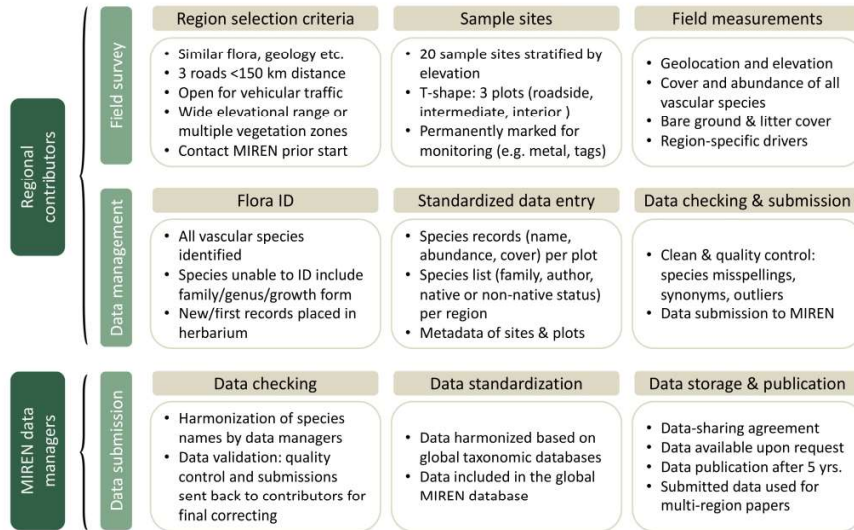 Regional
contributors
Field survey
Region selection criteria
• Similar flora, geology etc.
• 3 roads <150 km distance
• Open for vehicular traffic
• Wide elevational range or
multiple vegetation zones
• Contact MIREN prior start
Sample sites
• 20 sample sites stratified by
elevation
• T-shape: 3 plots (roadside,
intermediate, interior )
• Permanently marked for
monitoring (e.g. metal, tags)
Field measurements
• Geolocation and elevation
• Cover and abundance of all
vascular species
• Bare ground & litter cover
• Region-specific drivers
Data management
Flora ID
• All vascular species
identified
• Species unable to ID include
family/genus/growth form
• New/first records placed in
herbarium
Standardized data entry
• Species records (name,
abundance, cover) per plot
• Species list (family, author,
native or non-native status)
per region
• Metadata of sites & plots
Data checking & submission
• Clean & quality control:
species misspellings,
synonyms, outliers
• Data submission to MIREN
MIREN data
managers
Data submission
Data checking
• Harmonization of species
names by data managers
• Data validation: quality
control and submissions
sent back to contributors for
final correcting
Data standardization
• Data harmonized based on
global taxonomic databases
• Data included in the global
MIREN database
Data storage & publication
• Data-sharing agreement
• Data available upon request
• Data publication after 5 yrs.
• Submitted data used for
multi-region papers